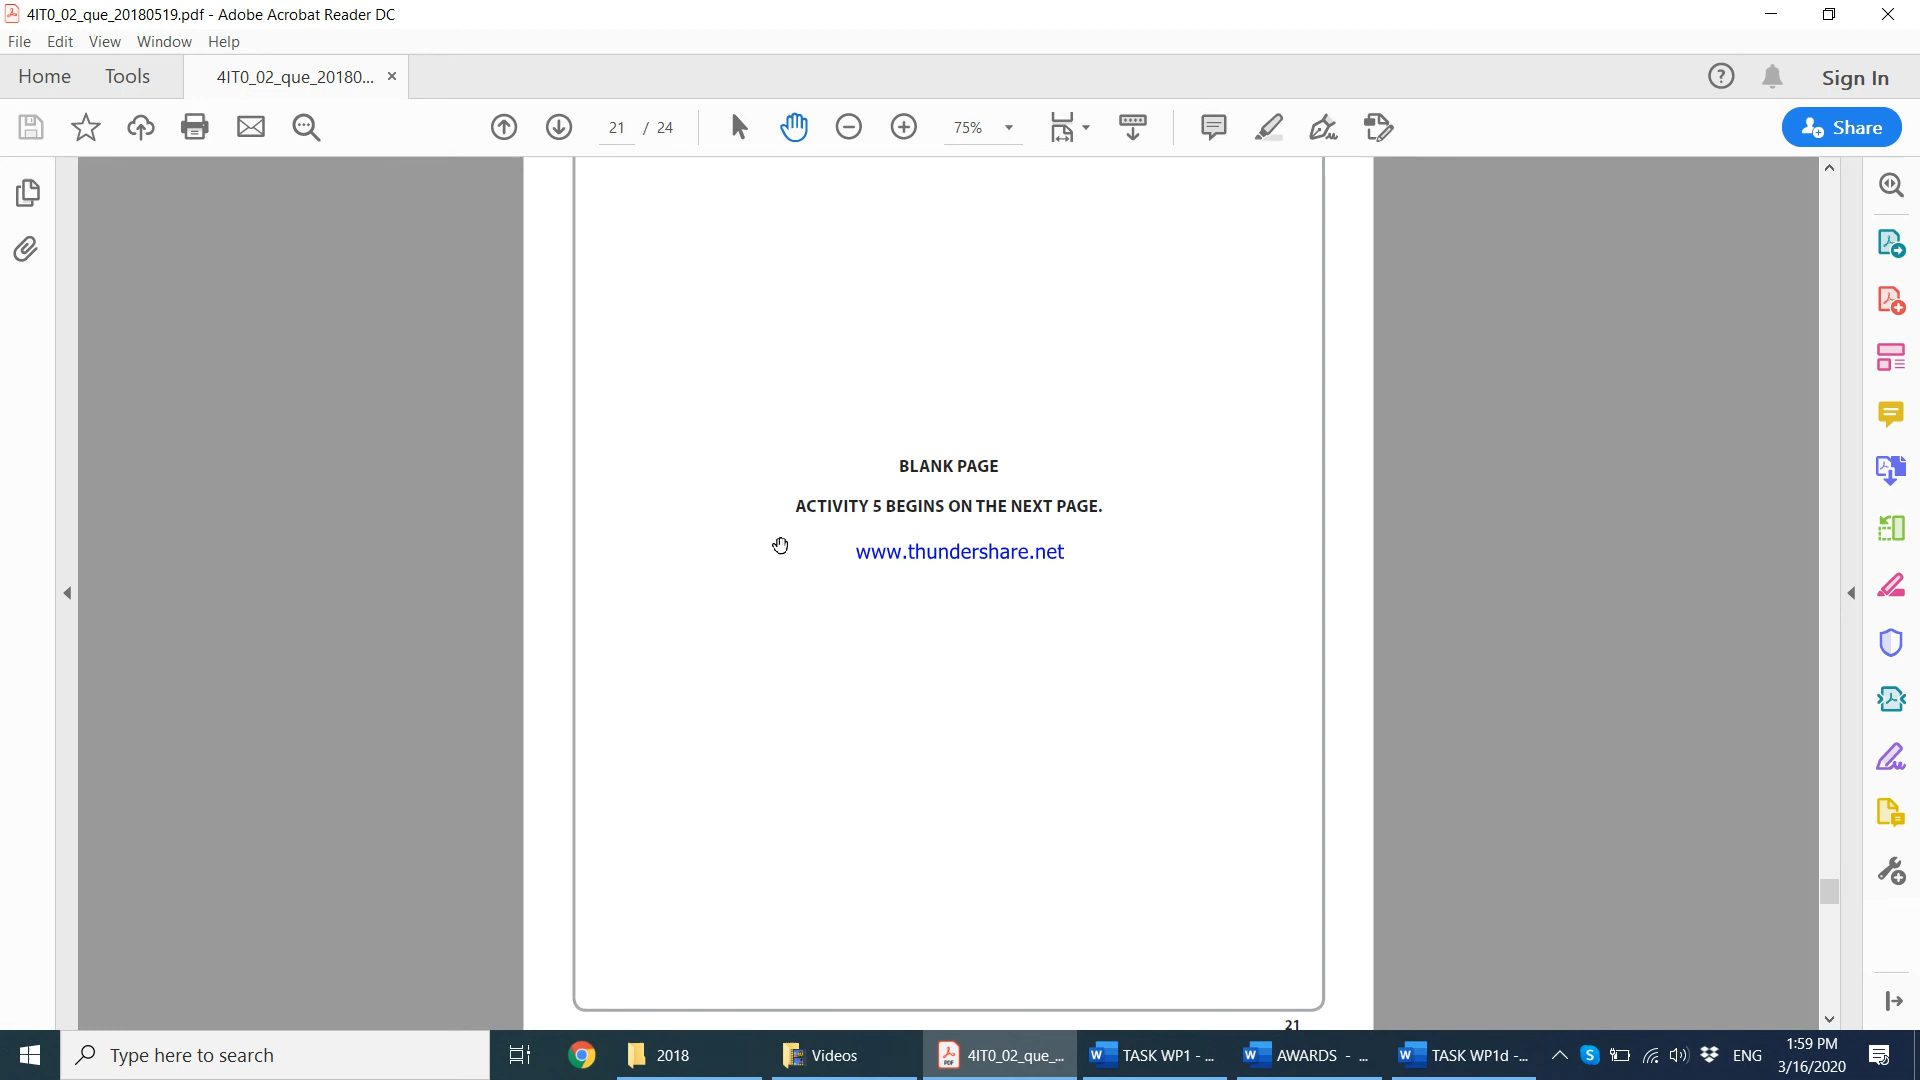 4IT0_02_que_20180519.pdf - Adobe Acrobat Reader DC
File Edit View Window Help
Home Tools 4IT0_02_que_20180... × Sign In
21 / 24 75% Share
BLANK PAGE
ACTIVITY 5 BEGINS ON THE NEXT PAGE.
www.thundershare.net
21
Type here to search 2018 Videos 4IT0_02_que_... TASK WP1 - ... AWARDS - ... TASK WP1d -... ENG 1:59 PM
3/16/2020